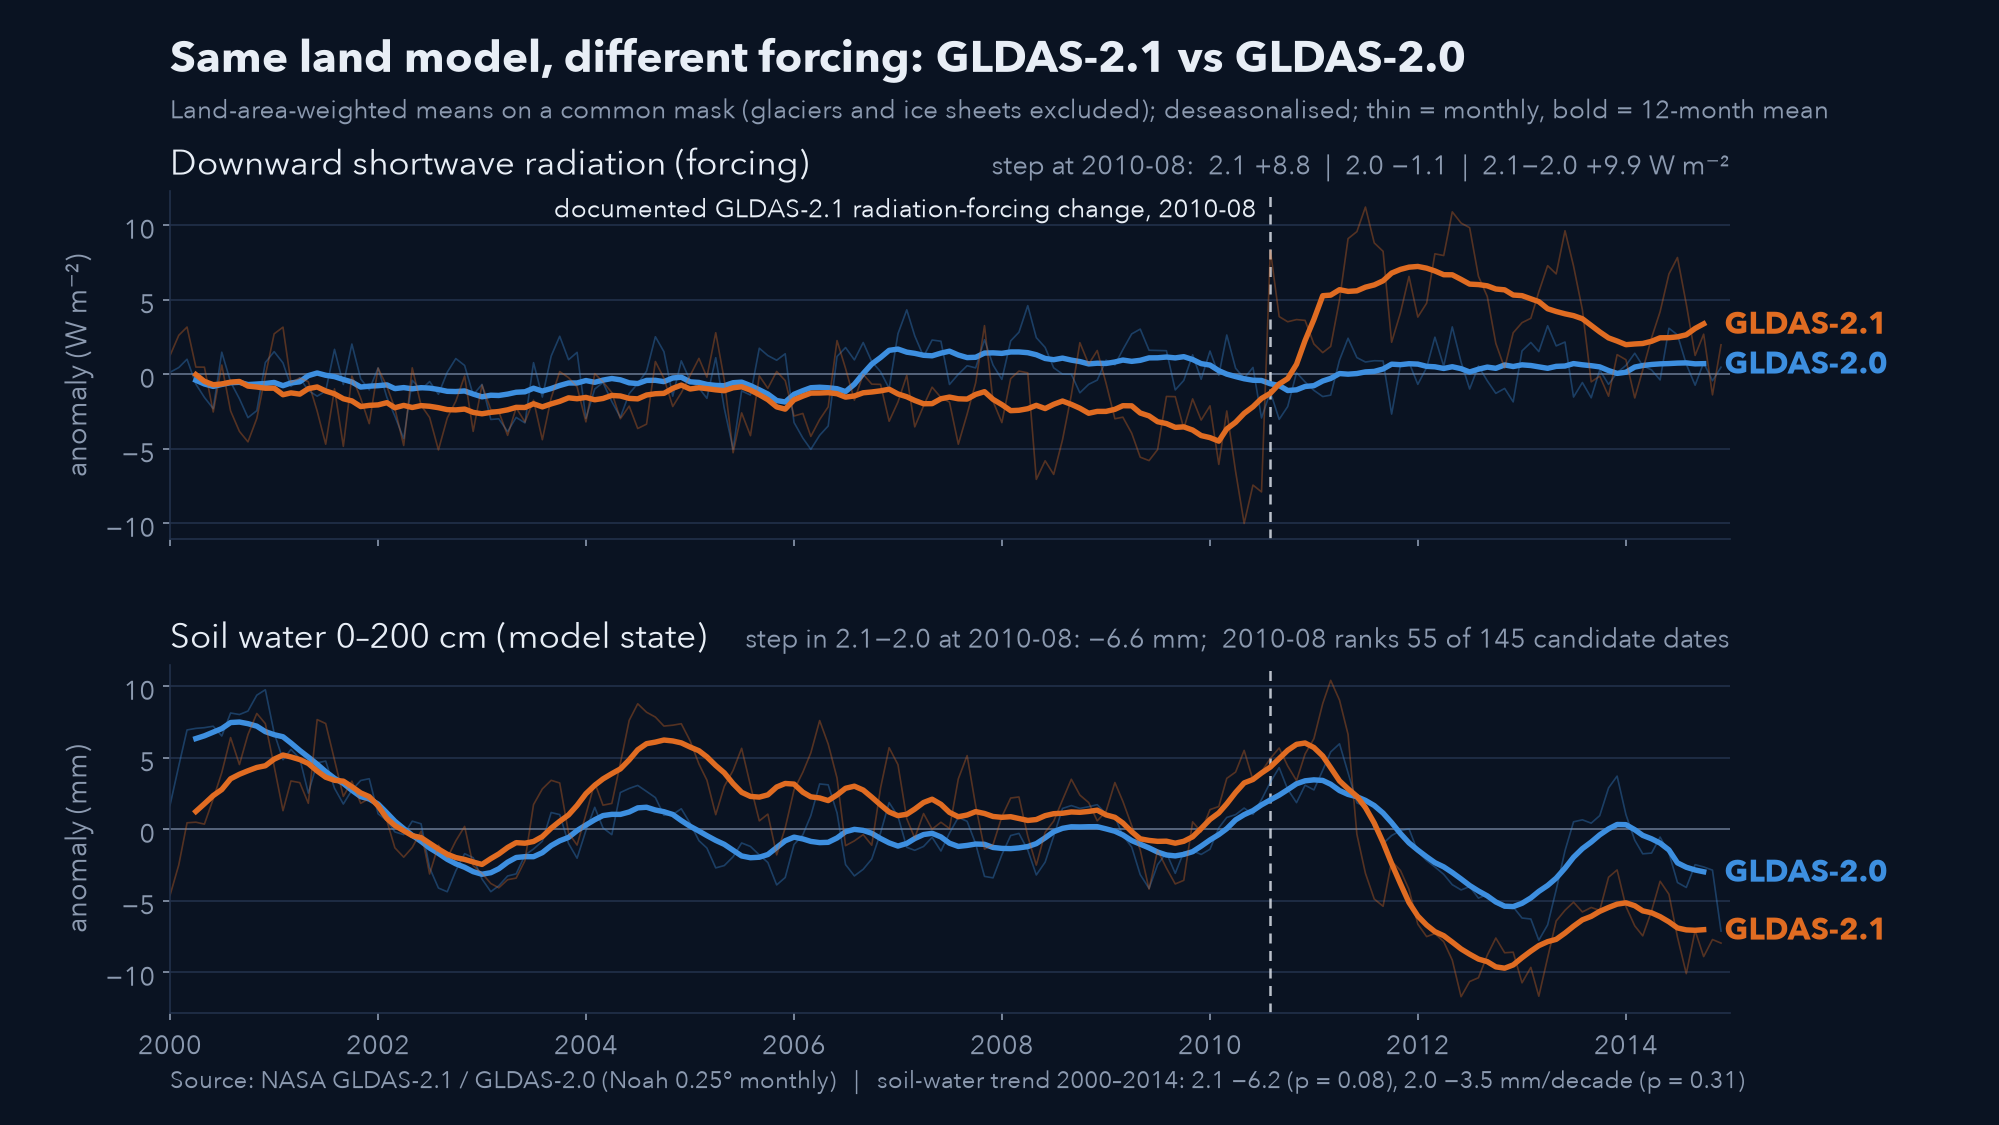 Same land model, different forcing: GLDAS-2.1 vs GLDAS-2.0
Land-area-weighted means on a common mask (glaciers and ice sheets excluded); deseasonalised; thin = monthly, bold = 12-month mean
Downward shortwave radiation (forcing)
step at 2010-08: 2.1 +8.8 | 2.0 −1.1 | 2.1−2.0 +9.9 W m⁻²
documented GLDAS-2.1 radiation-forcing change, 2010-08
anomaly (W m⁻²)
10
5
0
−5
−10
GLDAS-2.1
GLDAS-2.0
Soil water 0–200 cm (model state)
step in 2.1−2.0 at 2010-08: −6.6 mm; 2010-08 ranks 55 of 145 candidate dates
anomaly (mm)
10
5
0
−5
−10
GLDAS-2.0
GLDAS-2.1
2000 2002 2004 2006 2008 2010 2012 2014
Source: NASA GLDAS-2.1 / GLDAS-2.0 (Noah 0.25° monthly) | soil-water trend 2000–2014: 2.1 −6.2 (p = 0.08), 2.0 −3.5 mm/decade (p = 0.31)